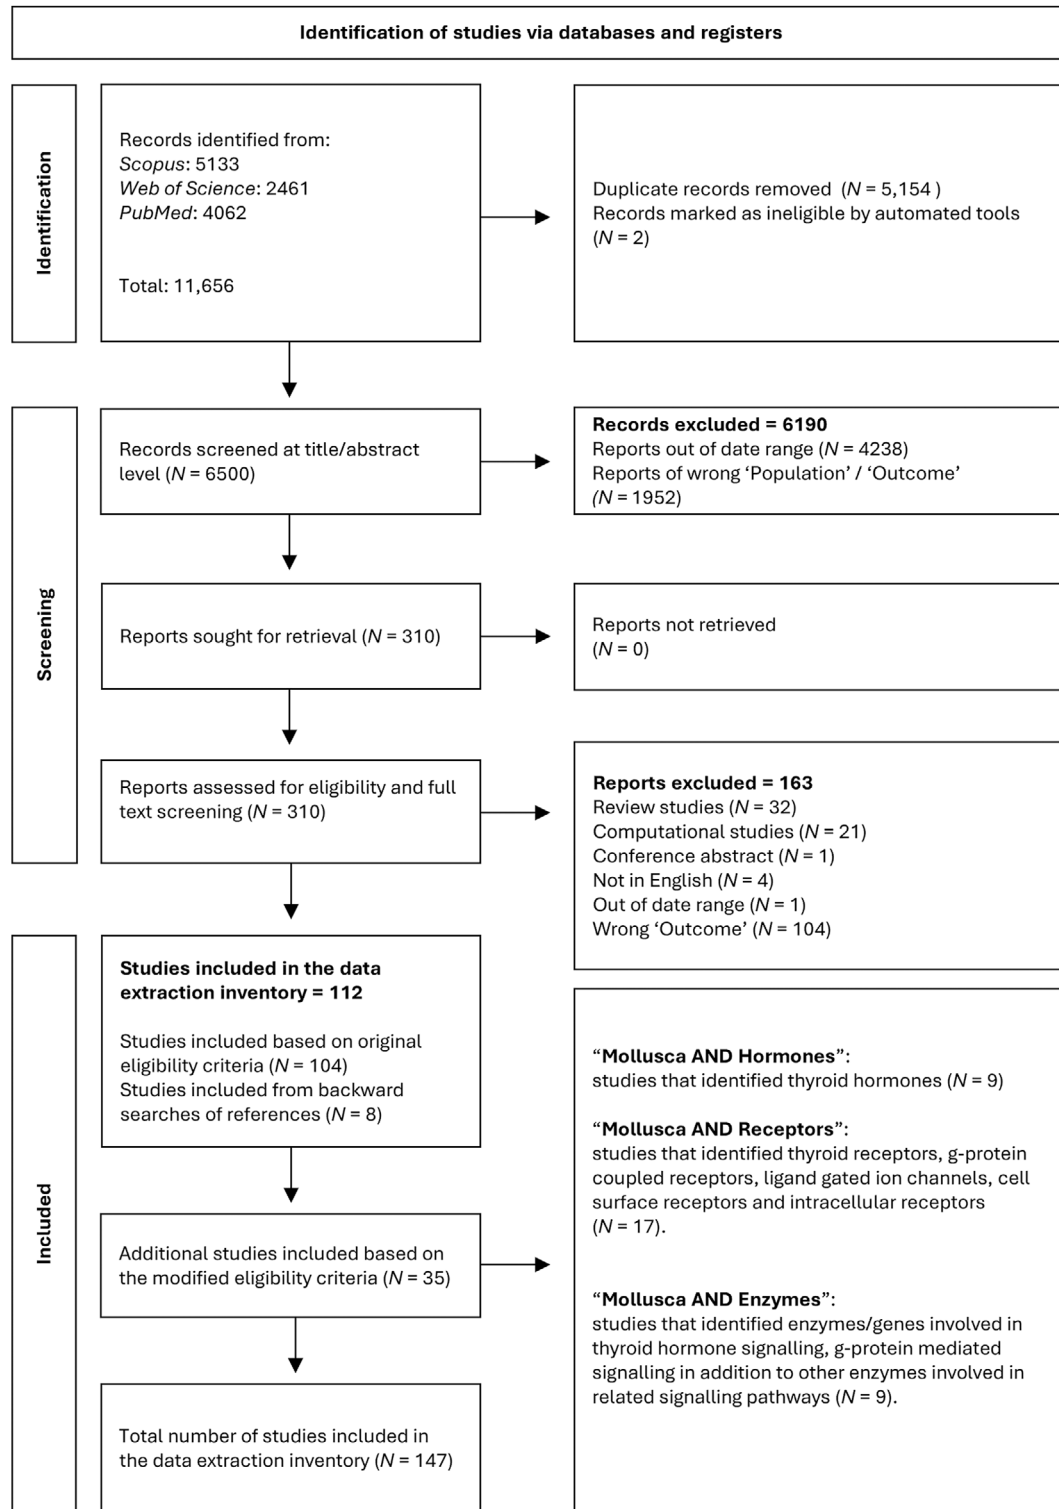 Identification of studies via databases and registers
Identification
Records identified from:
Scopus: 5133
Web of Science: 2461
PubMed: 4062
Total: 11,656
Duplicate records removed (N = 5,154 )
Records marked as ineligible by automated tools
(N = 2)
Screening
Records screened at title/abstract
level (N = 6500)
Records excluded = 6190
Reports out of date range (N = 4238)
Reports of wrong ‘Population’ / ‘Outcome’
(N = 1952)
Reports sought for retrieval (N = 310)
Reports not retrieved
(N = 0)
Reports assessed for eligibility and full
text screening (N = 310)
Reports excluded = 163
Review studies (N = 32)
Computational studies (N = 21)
Conference abstract (N = 1)
Not in English (N = 4)
Out of date range (N = 1)
Wrong ‘Outcome’ (N = 104)
Included
Studies included in the data
extraction inventory = 112
Studies included based on original
eligibility criteria (N = 104)
Studies included from backward
searches of references (N = 8)
Additional studies included based on
the modified eligibility criteria (N = 35)
“Mollusca AND Hormones”:
studies that identified thyroid hormones (N = 9)
“Mollusca AND Receptors”:
studies that identified thyroid receptors, g-protein
coupled receptors, ligand gated ion channels, cell
surface receptors and intracellular receptors
(N = 17).
“Mollusca AND Enzymes”:
studies that identified enzymes/genes involved in
thyroid hormone signalling, g-protein mediated
signalling in addition to other enzymes involved in
related signalling pathways (N = 9).
Total number of studies included in
the data extraction inventory (N = 147)